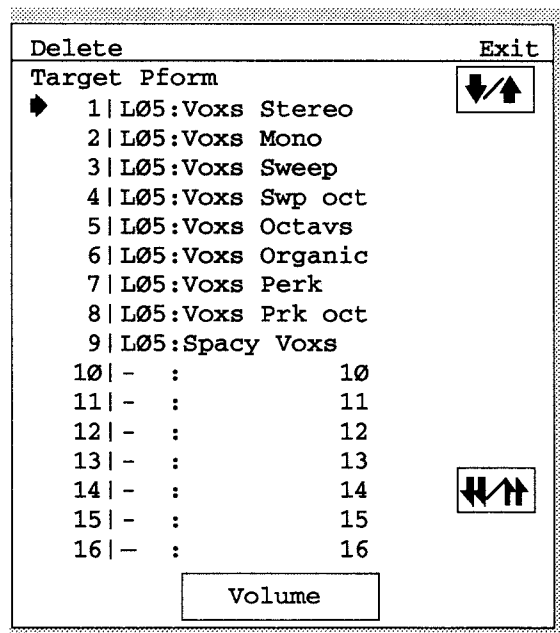 Delete Exit
Target Pform
1|LØ5:Voxs Stereo
2|LØ5:Voxs Mono
3|LØ5:Voxs Sweep
4|LØ5:Voxs Swp oct
5|LØ5:Voxs Octavs
6|LØ5:Voxs Organic
7|LØ5:Voxs Perk
8|LØ5:Voxs Prk oct
9|LØ5:Spacy Voxs
1Ø|- : 1Ø
11|- : 11
12|- : 12
13|- : 13
14|- : 14
15|- : 15
16|— : 16
Volume